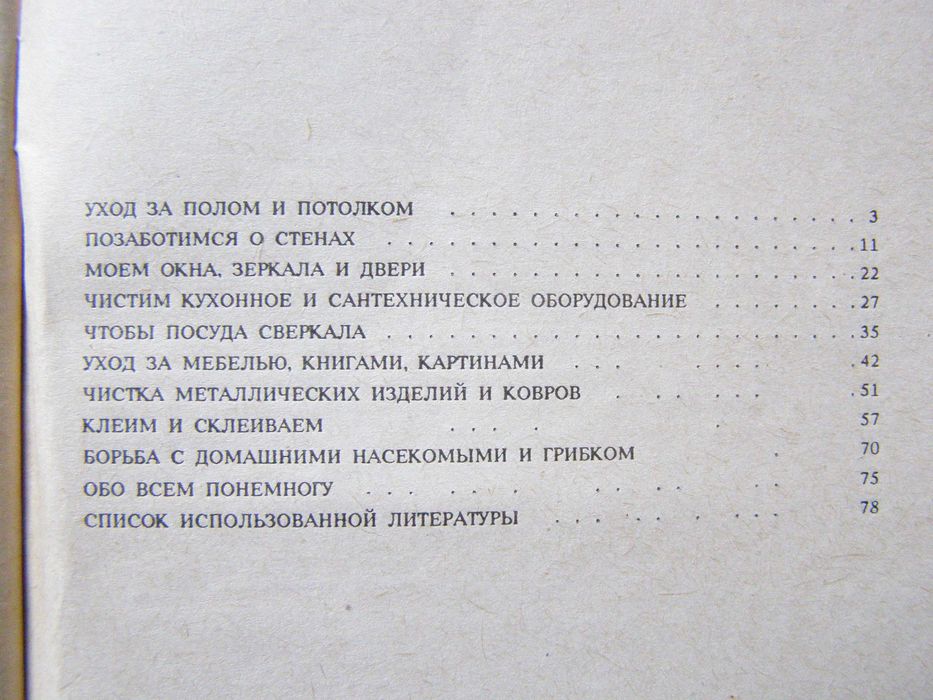 УХОД ЗА ПОЛОМ И ПОТОЛКОМ . . . . . . . . . . . . . . . 3
ПОЗАБОТИМСЯ О СТЕНАХ . . . . . . . . . . . . . . . . . 11
МОЕМ ОКНА, ЗЕРКАЛА И ДВЕРИ . . . . . . . . . . . . . . . 22
ЧИСТИМ КУХОННОЕ И САНТЕХНИЧЕСКОЕ ОБОРУДОВАНИЕ . . . . . . 27
ЧТОБЫ ПОСУДА СВЕРКАЛА . . . . . . . . . . . . . . . . . 35
УХОД ЗА МЕБЕЛЬЮ, КНИГАМИ, КАРТИНАМИ . . . . . . . . 42
ЧИСТКА МЕТАЛЛИЧЕСКИХ ИЗДЕЛИЙ И КОВРОВ . . . . . . . 51
КЛЕИМ И СКЛЕИВАЕМ . . . . . 57
БОРЬБА С ДОМАШНИМИ НАСЕКОМЫМИ И ГРИБКОМ . 70
ОБО ВСЕМ ПОНЕМНОГУ . . . . . . . . . . . . 75
СПИСОК ИСПОЛЬЗОВАННОЙ ЛИТЕРАТУРЫ . . . . . . . . 78